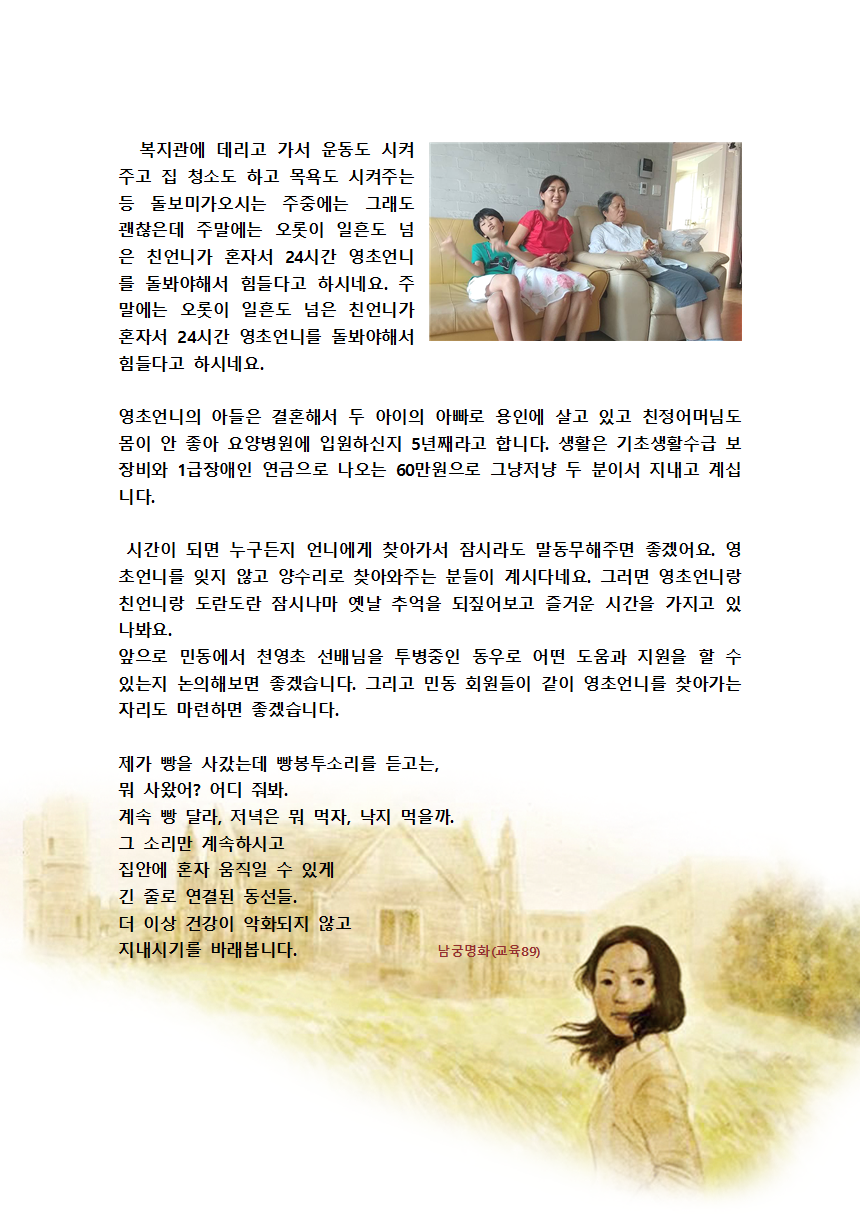 복지관에 데리고 가서 운동도 시켜
주고 집 청소도 하고 목욕도 시켜주는
등 돌보미가오시는 주중에는 그래도
괜찮은데 주말에는 오롯이 일흔도 넘
은 친언니가 혼자서 24시간 영초언니
를 돌봐야해서 힘들다고 하시네요. 주
말에는 오롯이 일흔도 넘은 친언니가
혼자서 24시간 영초언니를 돌봐야해서
힘들다고 하시네요.
영초언니의 아들은 결혼해서 두 아이의 아빠로 용인에 살고 있고 친정어머님도
몸이 안 좋아 요양병원에 입원하신지 5년째라고 합니다. 생활은 기초생활수급 보
장비와 1급장애인 연금으로 나오는 60만원으로 그냥저냥 두 분이서 지내고 계십
니다.
시간이 되면 누구든지 언니에게 찾아가서 잠시라도 말동무해주면 좋겠어요. 영
초언니를 잊지 않고 양수리로 찾아와주는 분들이 계시다네요. 그러면 영초언니랑
친언니랑 도란도란 잠시나마 옛날 추억을 되짚어보고 즐거운 시간을 가지고 있
나봐요.
앞으로 민동에서 천영초 선배님을 투병중인 동우로 어떤 도움과 지원을 할 수
있는지 논의해보면 좋겠습니다. 그리고 민동 회원들이 같이 영초언니를 찾아가는
자리도 마련하면 좋겠습니다.
제가 빵을 사갔는데 빵봉투소리를 듣고는,
뭐 사왔어? 어디 줘봐.
계속 빵 달라, 저녁은 뭐 먹자, 낙지 먹을까.
그 소리만 계속하시고
집안에 혼자 움직일 수 있게
긴 줄로 연결된 동선들.
더 이상 건강이 악화되지 않고
지내시기를 바래봅니다.
남궁명화(교육89)